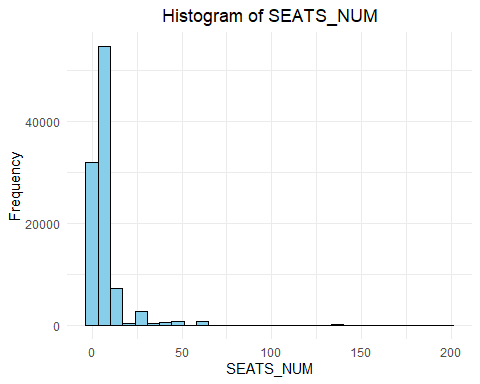 Histogram of SEATS_NUM
Frequency
40000
20000
0
0 50 100 150 200
SEATS_NUM